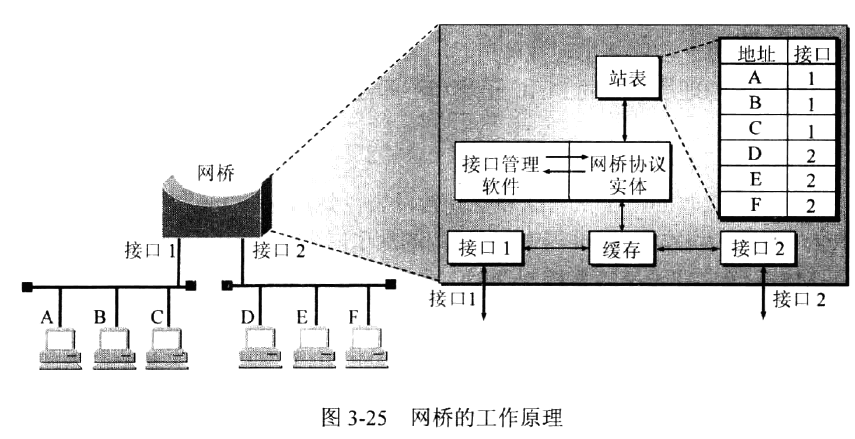 网桥
接口 1
接口 2
A B C D E F
站表
接口管理
软件
网桥协议
实体
接口 1
缓存
接口 2
接口1
接口 2
地址 接口
A 1
B 1
C 1
D 2
E 2
F 2
图 3-25 网桥的工作原理